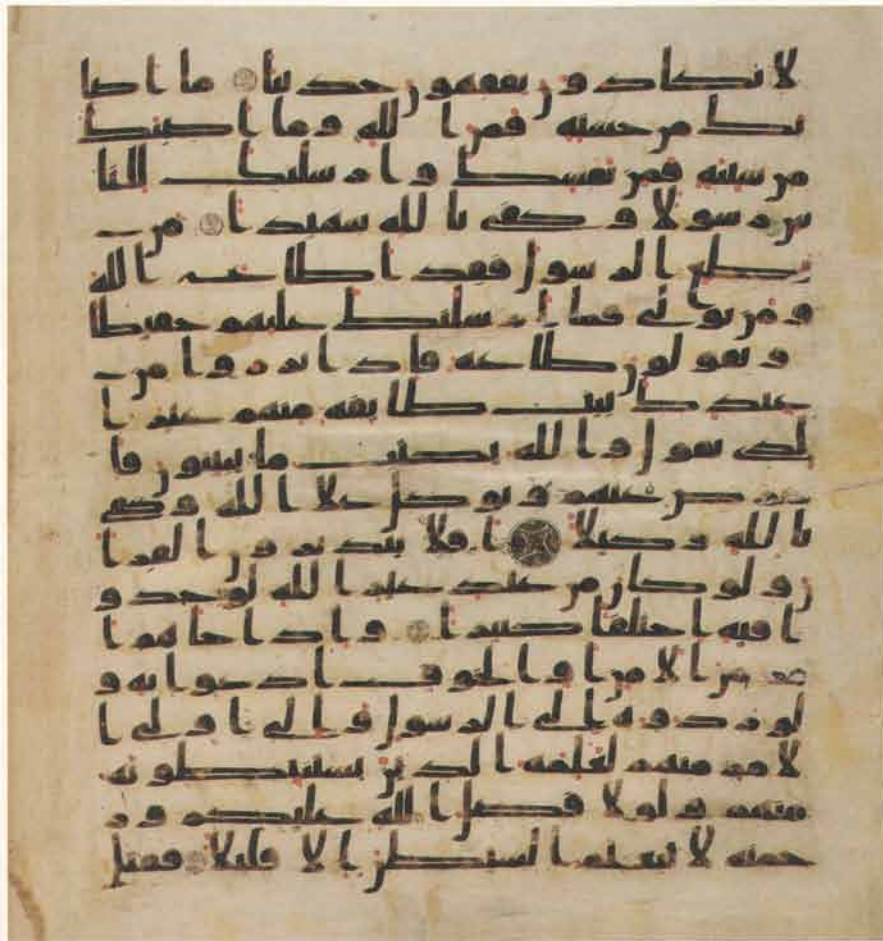 لا يكادون يفقهون حديثا ما اصا
بك من حسنة فمن الله وما اصابك
من سيئة فمن نفسك وارسلنك للنا
س رسولا وكفى بالله شهيدا من
يطع الرسول فقد اطاع الله
ومن تولى فما ارسلنك عليهم حفيظا
ويقولون طاعة فاذا برزوا من
عندك بيت طايفة منهم غير ا
لذي تقول والله يكتب ما يبيتون فا
عرض عنهم وتوكل على الله وكفى
بالله وكيلا افلا يتدبرون القرا
ن ولو كان من عند غير الله لوجدو
ا فيه اختلفا كثيرا واذا جاهم ا
مر من الامن او الخوف اذاعوا به و
لو ردوه الى الرسول والى اولى ا
لامر منهم لعلمه الذين يستنبطونه
منهم ولولا فضل الله عليكم ور
حمته لاتبعتم الشيطن الا قليلا فقتل